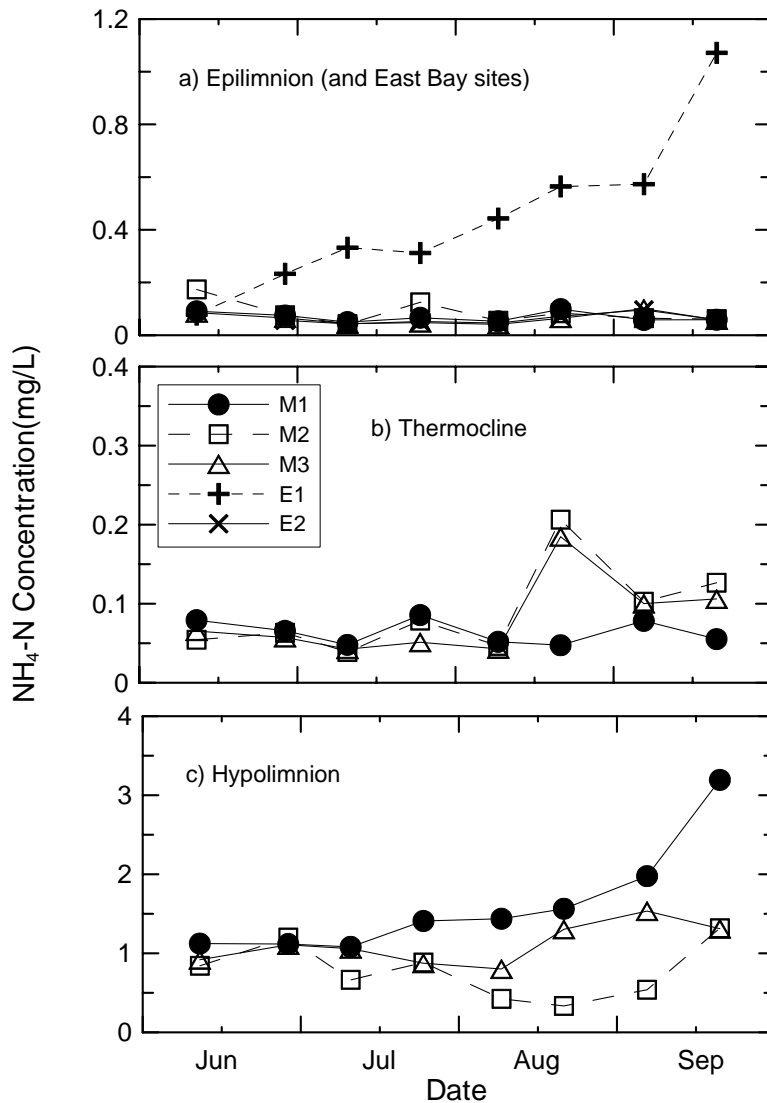 1.2
a) Epilimnion (and East Bay sites)
0.8
0.4
0
0.4
M1
b) Thermocline
M2
0.3
M3
E1
0.2
E2
0.1
0
NH4-N Concentration(mg/L)
4
c) Hypolimnion
3
2
1
0
Jun Jul Aug Sep
Date